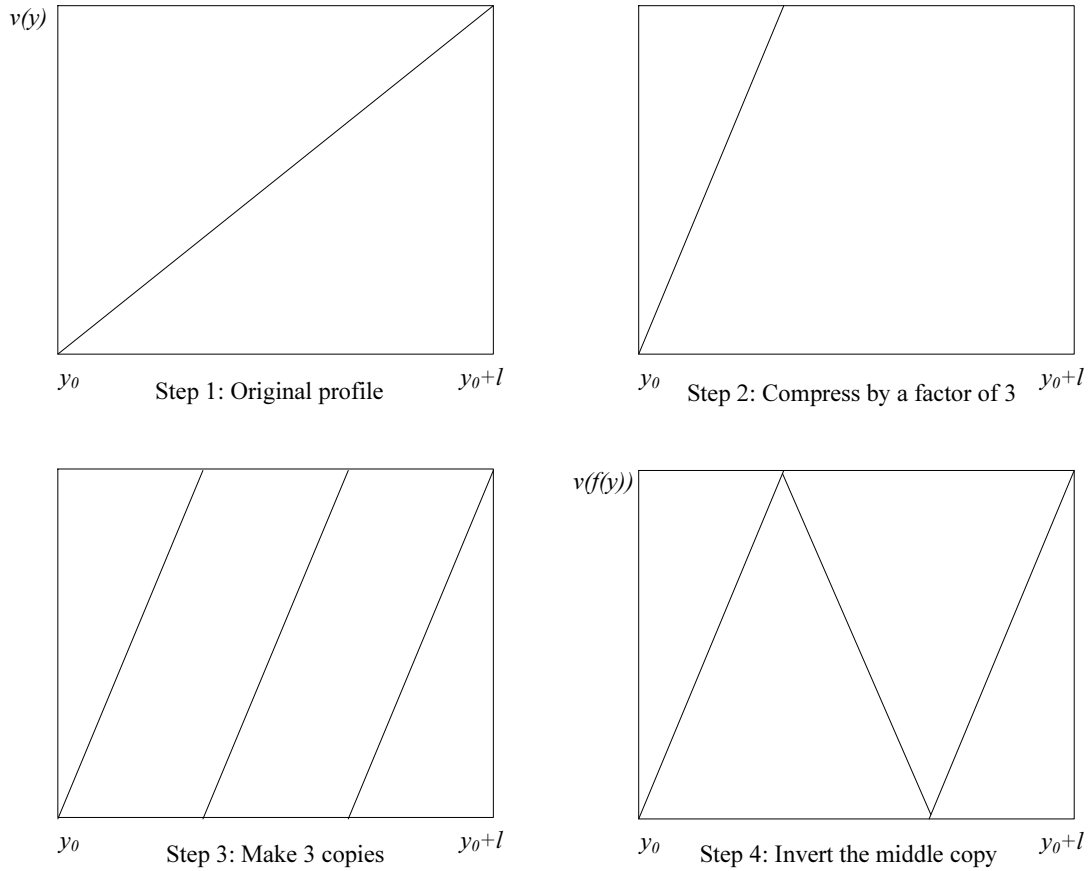 v(y)
y₀ y₀+l
Step 1: Original profile
y₀ y₀+l
Step 2: Compress by a factor of 3
y₀ y₀+l
Step 3: Make 3 copies
v(f(y))
y₀ y₀+l
Step 4: Invert the middle copy